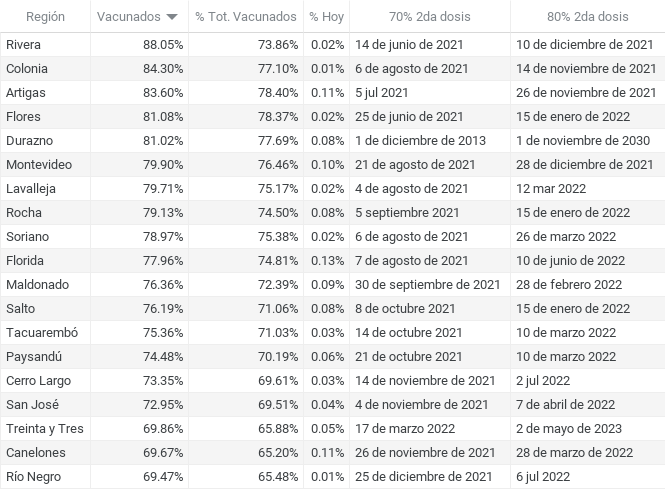 Región Vacunados % Tot. Vacunados % Hoy 70% 2da dosis 80% 2da dosis
Rivera 88.05% 73.86% 0.02% 14 de junio de 2021 10 de diciembre de 2021
Colonia 84.30% 77.10% 0.01% 6 de agosto de 2021 14 de noviembre de 2021
Artigas 83.60% 78.40% 0.11% 5 jul 2021 26 de noviembre de 2021
Flores 81.08% 78.37% 0.02% 25 de junio de 2021 15 de enero de 2022
Durazno 81.02% 77.69% 0.08% 1 de diciembre de 2013 1 de noviembre de 2030
Montevideo 79.90% 76.46% 0.10% 21 de agosto de 2021 28 de diciembre de 2021
Lavalleja 79.71% 75.17% 0.02% 4 de agosto de 2021 12 mar 2022
Rocha 79.13% 74.50% 0.08% 5 septiembre 2021 15 de enero de 2022
Soriano 78.97% 75.38% 0.02% 6 de agosto de 2021 26 de marzo de 2022
Florida 77.96% 74.81% 0.13% 7 de agosto de 2021 10 de junio de 2022
Maldonado 76.36% 72.39% 0.09% 30 de septiembre de 2021 28 de febrero de 2022
Salto 76.19% 71.06% 0.08% 8 de octubre 2021 15 de enero de 2022
Tacuarembó 75.36% 71.03% 0.03% 14 de octubre 2021 10 de marzo de 2022
Paysandú 74.48% 70.19% 0.06% 21 de octubre 2021 10 de marzo de 2022
Cerro Largo 73.35% 69.61% 0.03% 14 de noviembre de 2021 2 jul 2022
San José 72.95% 69.51% 0.04% 4 de noviembre de 2021 7 de abril de 2022
Treinta y Tres 69.86% 65.88% 0.05% 17 de marzo 2022 2 de mayo de 2023
Canelones 69.67% 65.20% 0.11% 26 de noviembre de 2021 28 de marzo de 2022
Río Negro 69.47% 65.48% 0.01% 25 de diciembre de 2021 6 jul 2022